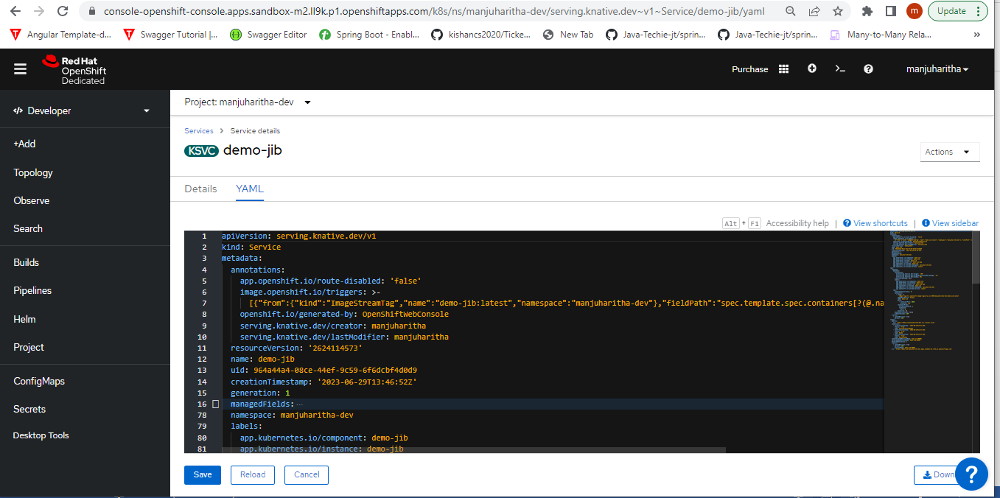 console-openshift-console.apps.sandbox-m2.ll9k.p1.openshiftapps.com/k8s/ns/manjuharitha-dev/serving.knative.dev~v1~Service/demo-jib/yaml
m
Update
Angular Template-d...
Swagger Tutorial |...
Swagger Editor
Spring Boot - Enabl...
kishancs2020/Ticke...
New Tab
Java-Techie-jt/sprin...
Java-Techie-jt/sprin...
Many-to-Many Rela...
»
Red Hat
OpenShift
Dedicated
Purchase
manjuharitha
Developer
Project: manjuharitha-dev
+Add
Topology
Observe
Search
Builds
Pipelines
Helm
Project
ConfigMaps
Secrets
Desktop Tools
Services > Service details
KSVC demo-jib
Actions
Details YAML
Alt + F1 Accessibility help | View shortcuts | View sidebar
1 apiVersion: serving.knative.dev/v1
2 kind: Service
3 metadata:
4 annotations:
5 app.openshift.io/route-disabled: 'false'
6 image.openshift.io/triggers: >-
7 [{"from":{"kind":"ImageStreamTag","name":"demo-jib:latest","namespace":"manjuharitha-dev"},"fieldPath":"spec.template.spec.containers[?(@.na
8 openshift.io/generated-by: OpenShiftWebConsole
9 serving.knative.dev/creator: manjuharitha
10 serving.knative.dev/lastModifier: manjuharitha
11 resourceVersion: '2624114573'
12 name: demo-jib
13 uid: 964a44a4-08ce-44ef-9c59-6f6dcbf4d0d9
14 creationTimestamp: '2023-06-29T13:46:52Z'
15 generation: 1
16 managedFields: ...
78 namespace: manjuharitha-dev
79 labels:
80 app.kubernetes.io/component: demo-jib
81 app.kubernetes.io/instance: demo-jib
Save
Reload
Cancel
Down
?